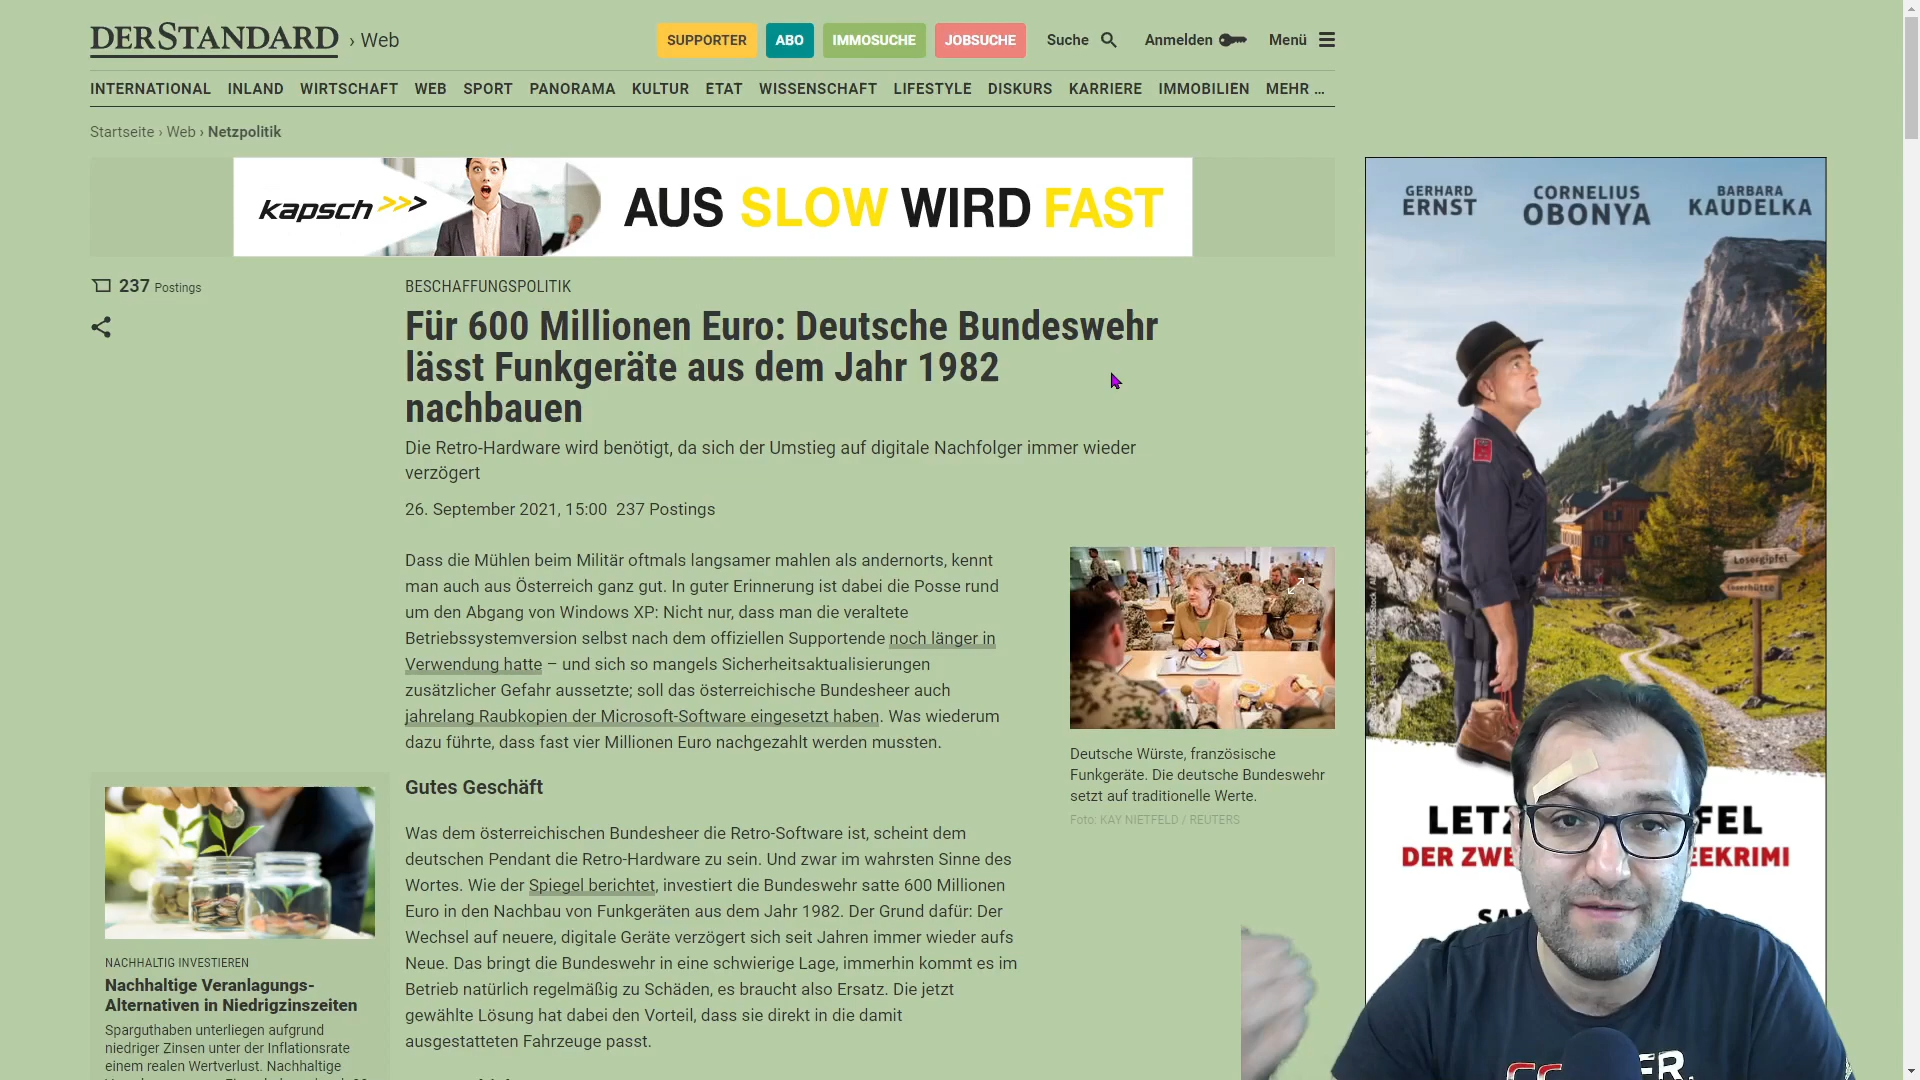 DERSTANDARD › Web
SUPPORTER ABO IMMOSUCHE JOBSUCHE Suche Anmelden Menü
INTERNATIONAL INLAND WIRTSCHAFT WEB SPORT PANORAMA KULTUR ETAT WISSENSCHAFT LIFESTYLE DISKURS KARRIERE IMMOBILIEN MEHR ...
Startseite › Web › Netzpolitik
kapsch >>> AUS SLOW WIRD FAST
237 Postings
BESCHAFFUNGSPOLITIK
Für 600 Millionen Euro: Deutsche Bundeswehr
lässt Funkgeräte aus dem Jahr 1982
nachbauen
Die Retro-Hardware wird benötigt, da sich der Umstieg auf digitale Nachfolger immer wieder
verzögert
26. September 2021, 15:00 237 Postings
Dass die Mühlen beim Militär oftmals langsamer mahlen als andernorts, kennt
man auch aus Österreich ganz gut. In guter Erinnerung ist dabei die Posse rund
um den Abgang von Windows XP: Nicht nur, dass man die veraltete
Betriebssystemversion selbst nach dem offiziellen Supportende noch länger in
Verwendung hatte – und sich so mangels Sicherheitsaktualisierungen
zusätzlicher Gefahr aussetzte; soll das österreichische Bundesheer auch
jahrelang Raubkopien der Microsoft-Software eingesetzt haben. Was wiederum
dazu führte, dass fast vier Millionen Euro nachgezahlt werden mussten.
Gutes Geschäft
Was dem österreichischen Bundesheer die Retro-Software ist, scheint dem
deutschen Pendant die Retro-Hardware zu sein. Und zwar im wahrsten Sinne des
Wortes. Wie der Spiegel berichtet, investiert die Bundeswehr satte 600 Millionen
Euro in den Nachbau von Funkgeräten aus dem Jahr 1982. Der Grund dafür: Der
Wechsel auf neuere, digitale Geräte verzögert sich seit Jahren immer wieder aufs
Neue. Das bringt die Bundeswehr in eine schwierige Lage, immerhin kommt es im
Betrieb natürlich regelmäßig zu Schäden, es braucht also Ersatz. Die jetzt
gewählte Lösung hat dabei den Vorteil, dass sie direkt in die damit
ausgestatteten Fahrzeuge passt.
Deutsche Würste, französische
Funkgeräte. Die deutsche Bundeswehr
setzt auf traditionelle Werte.
Foto: KAY NIETFELD / REUTERS
NACHHALTIG INVESTIEREN
Nachhaltige Veranlagungs-
Alternativen in Niedrigzinszeiten
Sparguthaben unterliegen aufgrund
niedriger Zinsen unter der Inflationsrate
einem realen Wertverlust. Nachhaltige
GERHARD CORNELIUS BARBARA
ERNST OBONYA KAUDELKA
Losergipfel
LETZ FEL
DER ZWE EEKRIMI
SAM